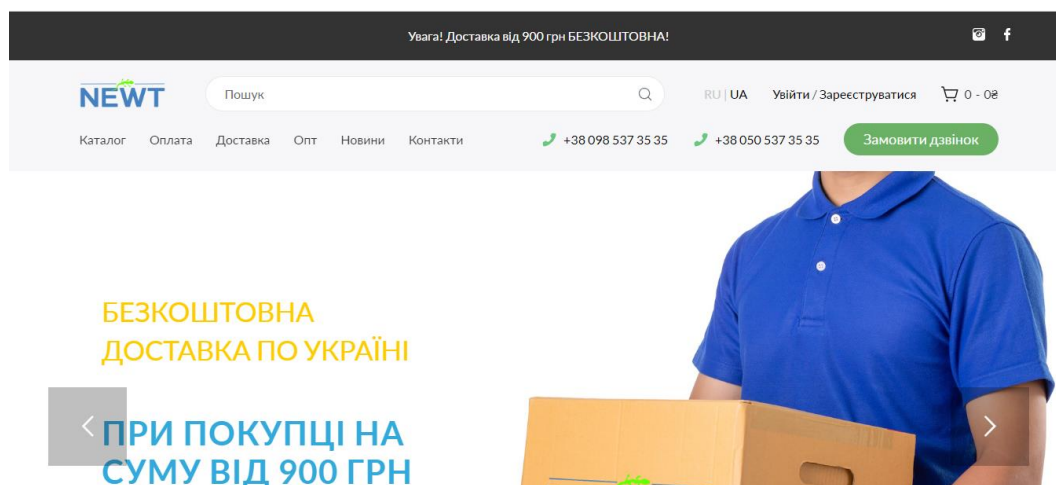 Увага! Доставка від 900 грн БЕЗКОШТОВНА!
NEWT
Пошук
RU | UA
Увійти / Зареєструватися
0 - 0₴
Каталог
Оплата
Доставка
Опт
Новини
Контакти
+38 098 537 35 35
+38 050 537 35 35
Замовити дзвінок
БЕЗКОШТОВНА
ДОСТАВКА ПО УКРАЇНІ
ПРИ ПОКУПЦІ НА
СУМУ ВІД 900 ГРН